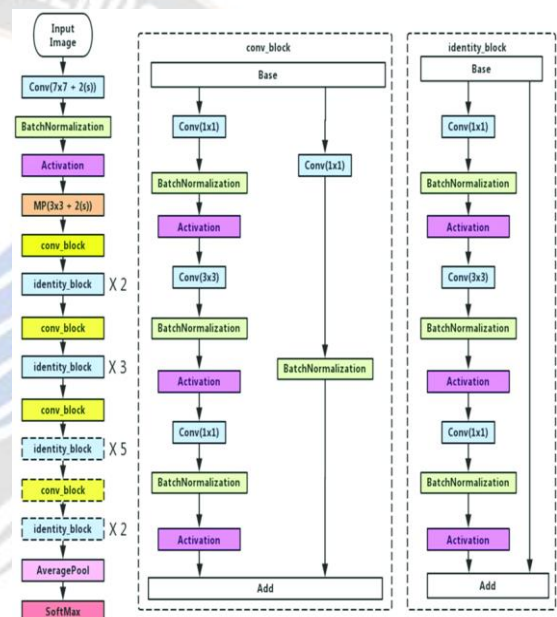 Input
Image
Conv(7x7 + 2(s))
BatchNormalization
Activation
MP(3x3 + 2(s))
conv_block
identity_block X 2
conv_block
identity_block X 3
conv_block
identity_block X 5
conv_block
identity_block X 2
AveragePool
SoftMax
conv_block
Base
Conv(1x1)
BatchNormalization
Activation
Conv(3x3)
BatchNormalization
Activation
Conv(1x1)
BatchNormalization
Activation
Conv(1x1)
BatchNormalization
Add
identity_block
Base
Conv(1x1)
BatchNormalization
Activation
Conv(3x3)
BatchNormalization
Activation
Conv(1x1)
BatchNormalization
Activation
Add